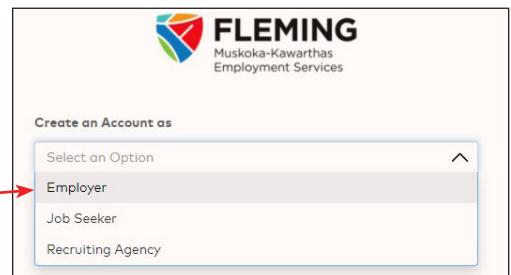 FLEMING
Muskoka-Kawarthas
Employment Services
Create an Account as
Select an Option
Employer
Job Seeker
Recruiting Agency